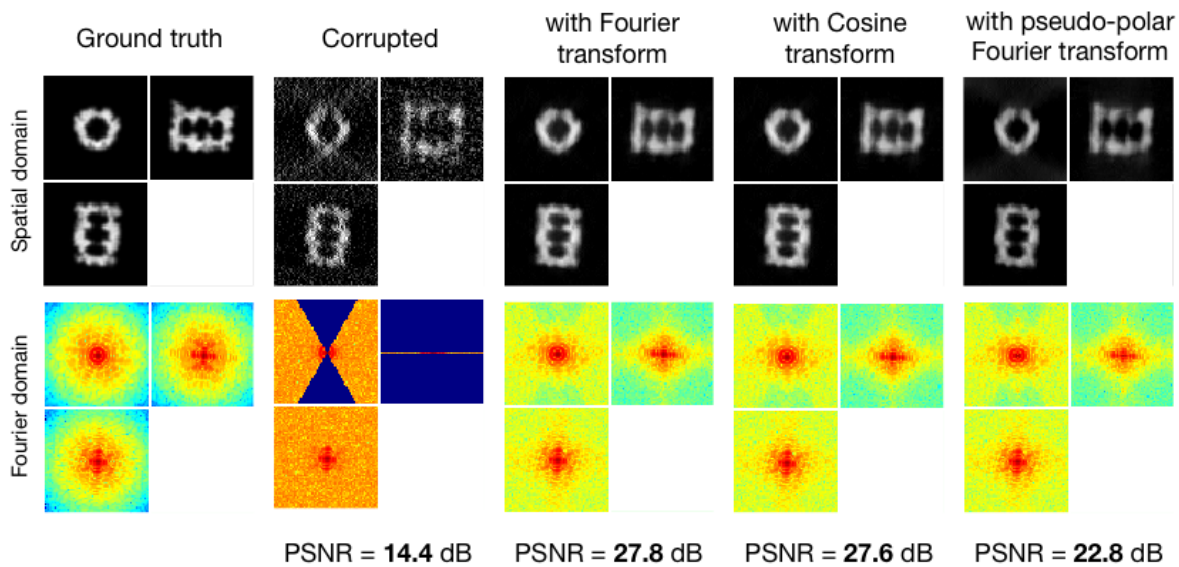 Ground truth
Corrupted
with Fourier
transform
with Cosine
transform
with pseudo-polar
Fourier transform
Spatial domain
Fourier domain
PSNR = 14.4 dB
PSNR = 27.8 dB
PSNR = 27.6 dB
PSNR = 22.8 dB